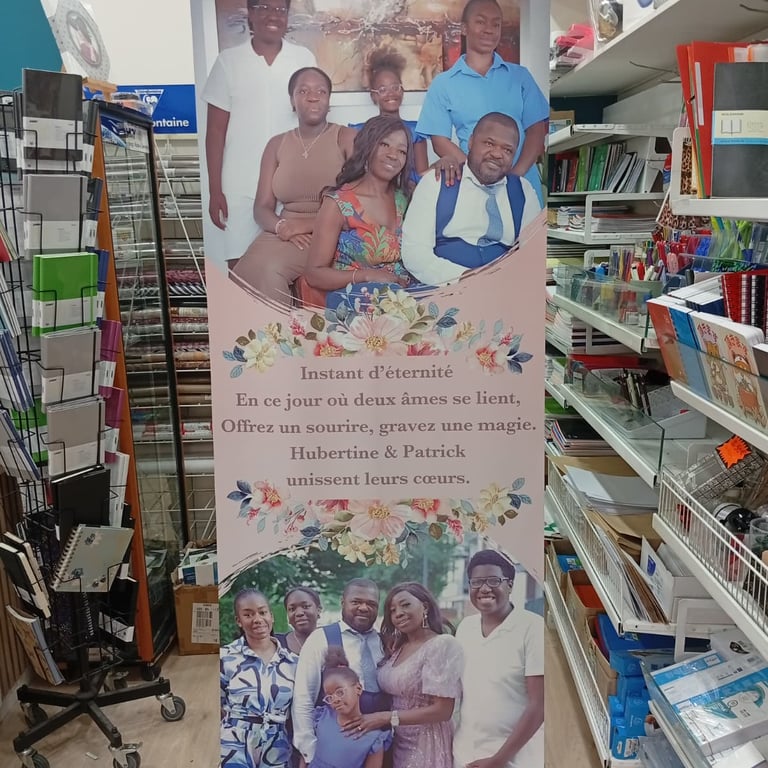 ontaine
Instant d'éternité
En ce jour où deux âmes se lient,
Offrez un sourire, gravez une magie.
Hubertine & Patrick
unissent leurs cœurs.